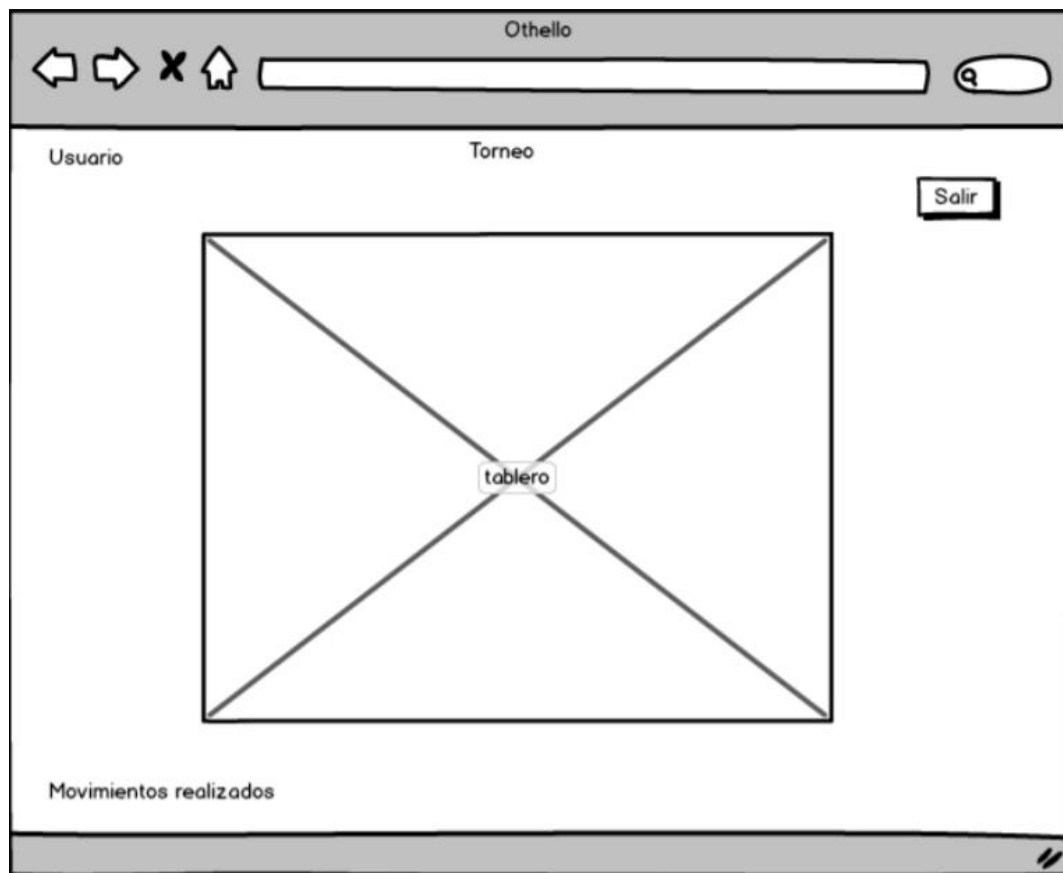 Othello
Usuario
Torneo
Salir
tablero
Movimientos realizados